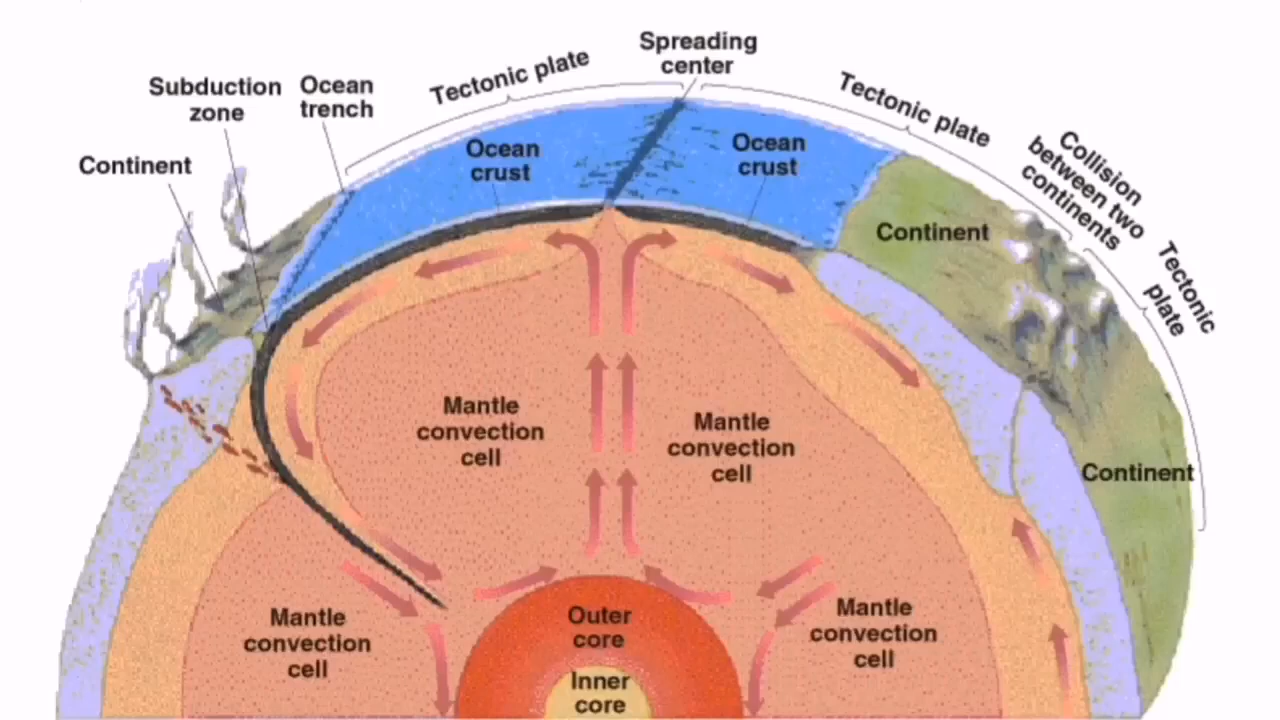 Spreading
center
Tectonic plate
Subduction
zone
Ocean
trench
Tectonic plate
Collision
between two
continents
Continent
Ocean
crust
Ocean
crust
Continent
Tectonic
plate
Mantle
convection
cell
Mantle
convection
cell
Continent
Mantle
convection
cell
Outer
core
Mantle
convection
cell
Inner
core